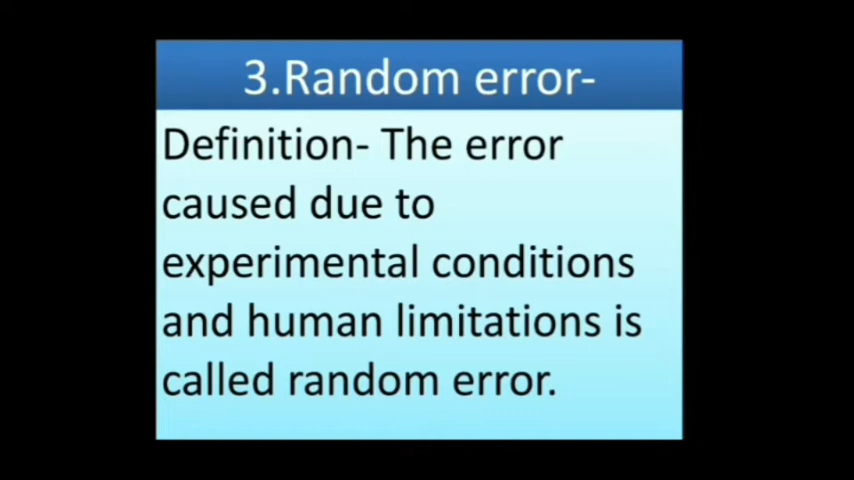 3.Random error-
Definition- The error
caused due to
experimental conditions
and human limitations is
called random error.